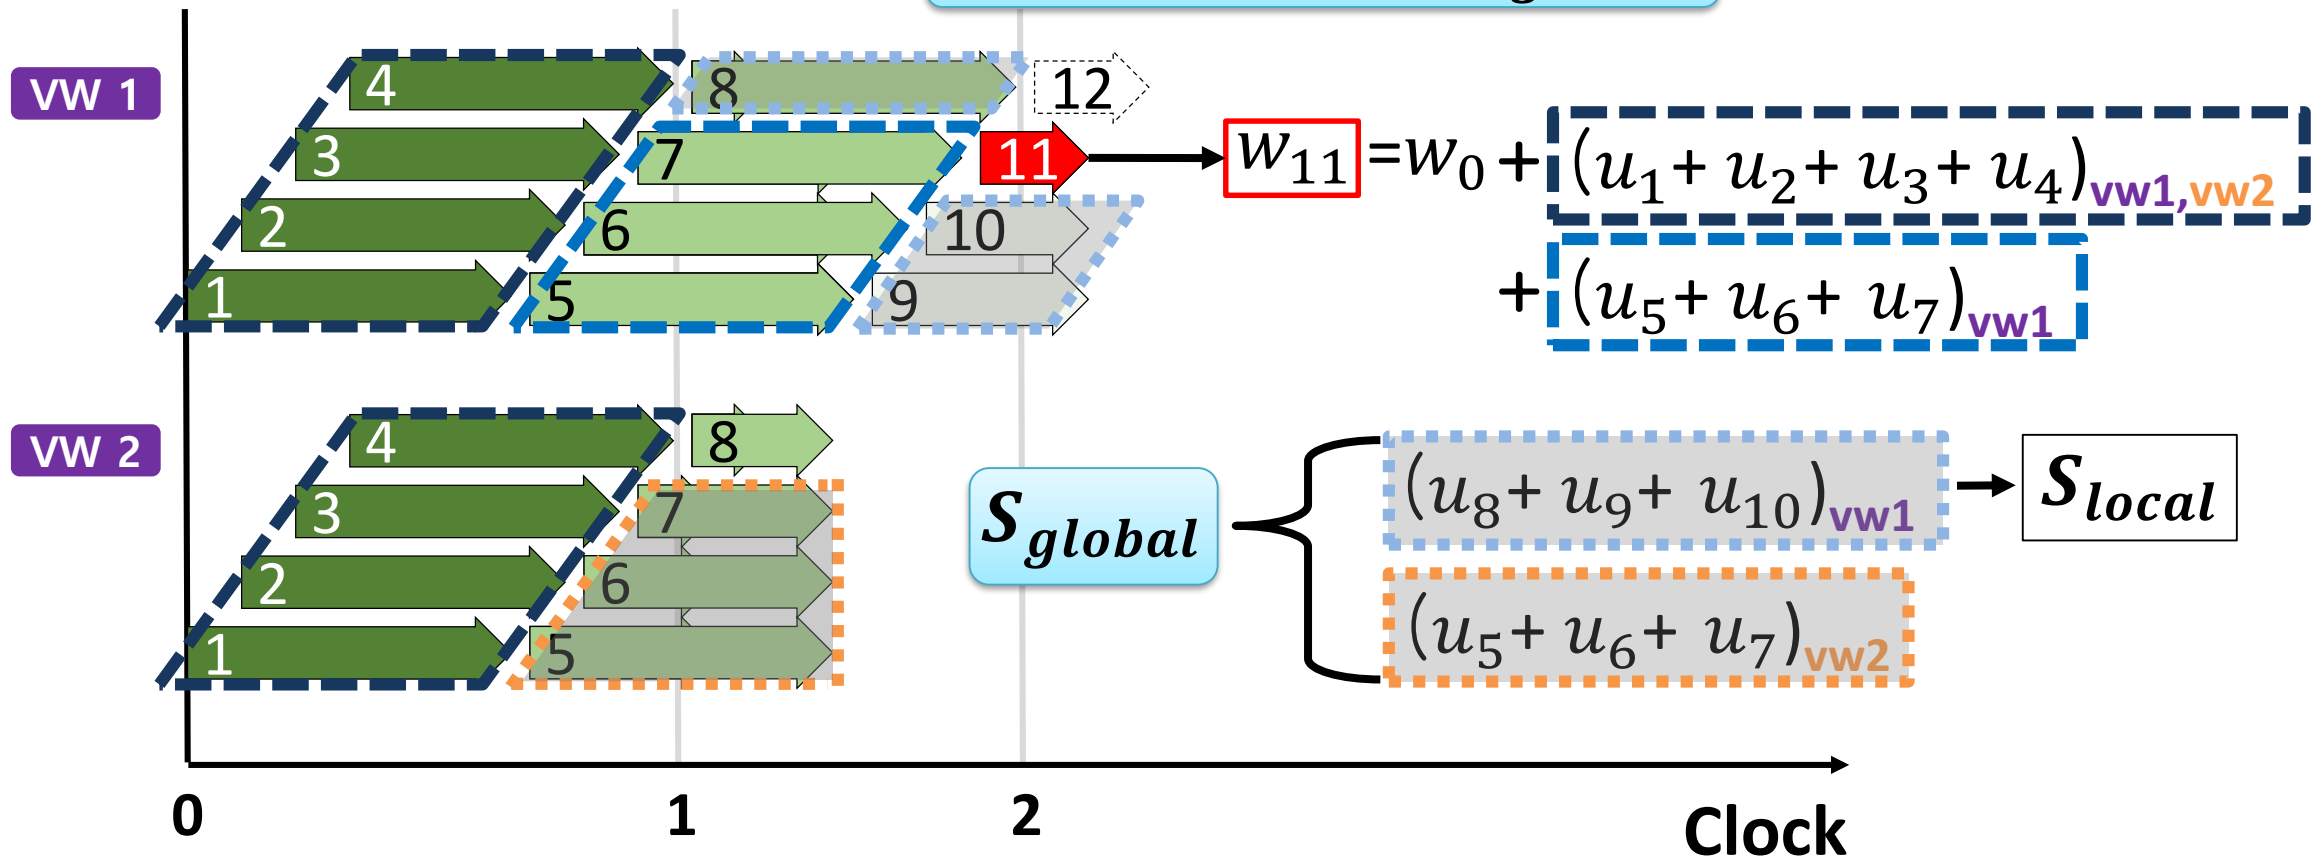 VW 1
4
8
12
3
7
11
2
6
10
1
5
9
w₁₁ = w₀ + (u₁ + u₂ + u₃ + u₄)vw1,vw2
+ (u₅ + u₆ + u₇)vw1
VW 2
4
8
3
7
2
6
1
5
S_global
(u₈ + u₉ + u₁₀)vw1
S_local
(u₅ + u₆ + u₇)vw2
0 1 2 Clock